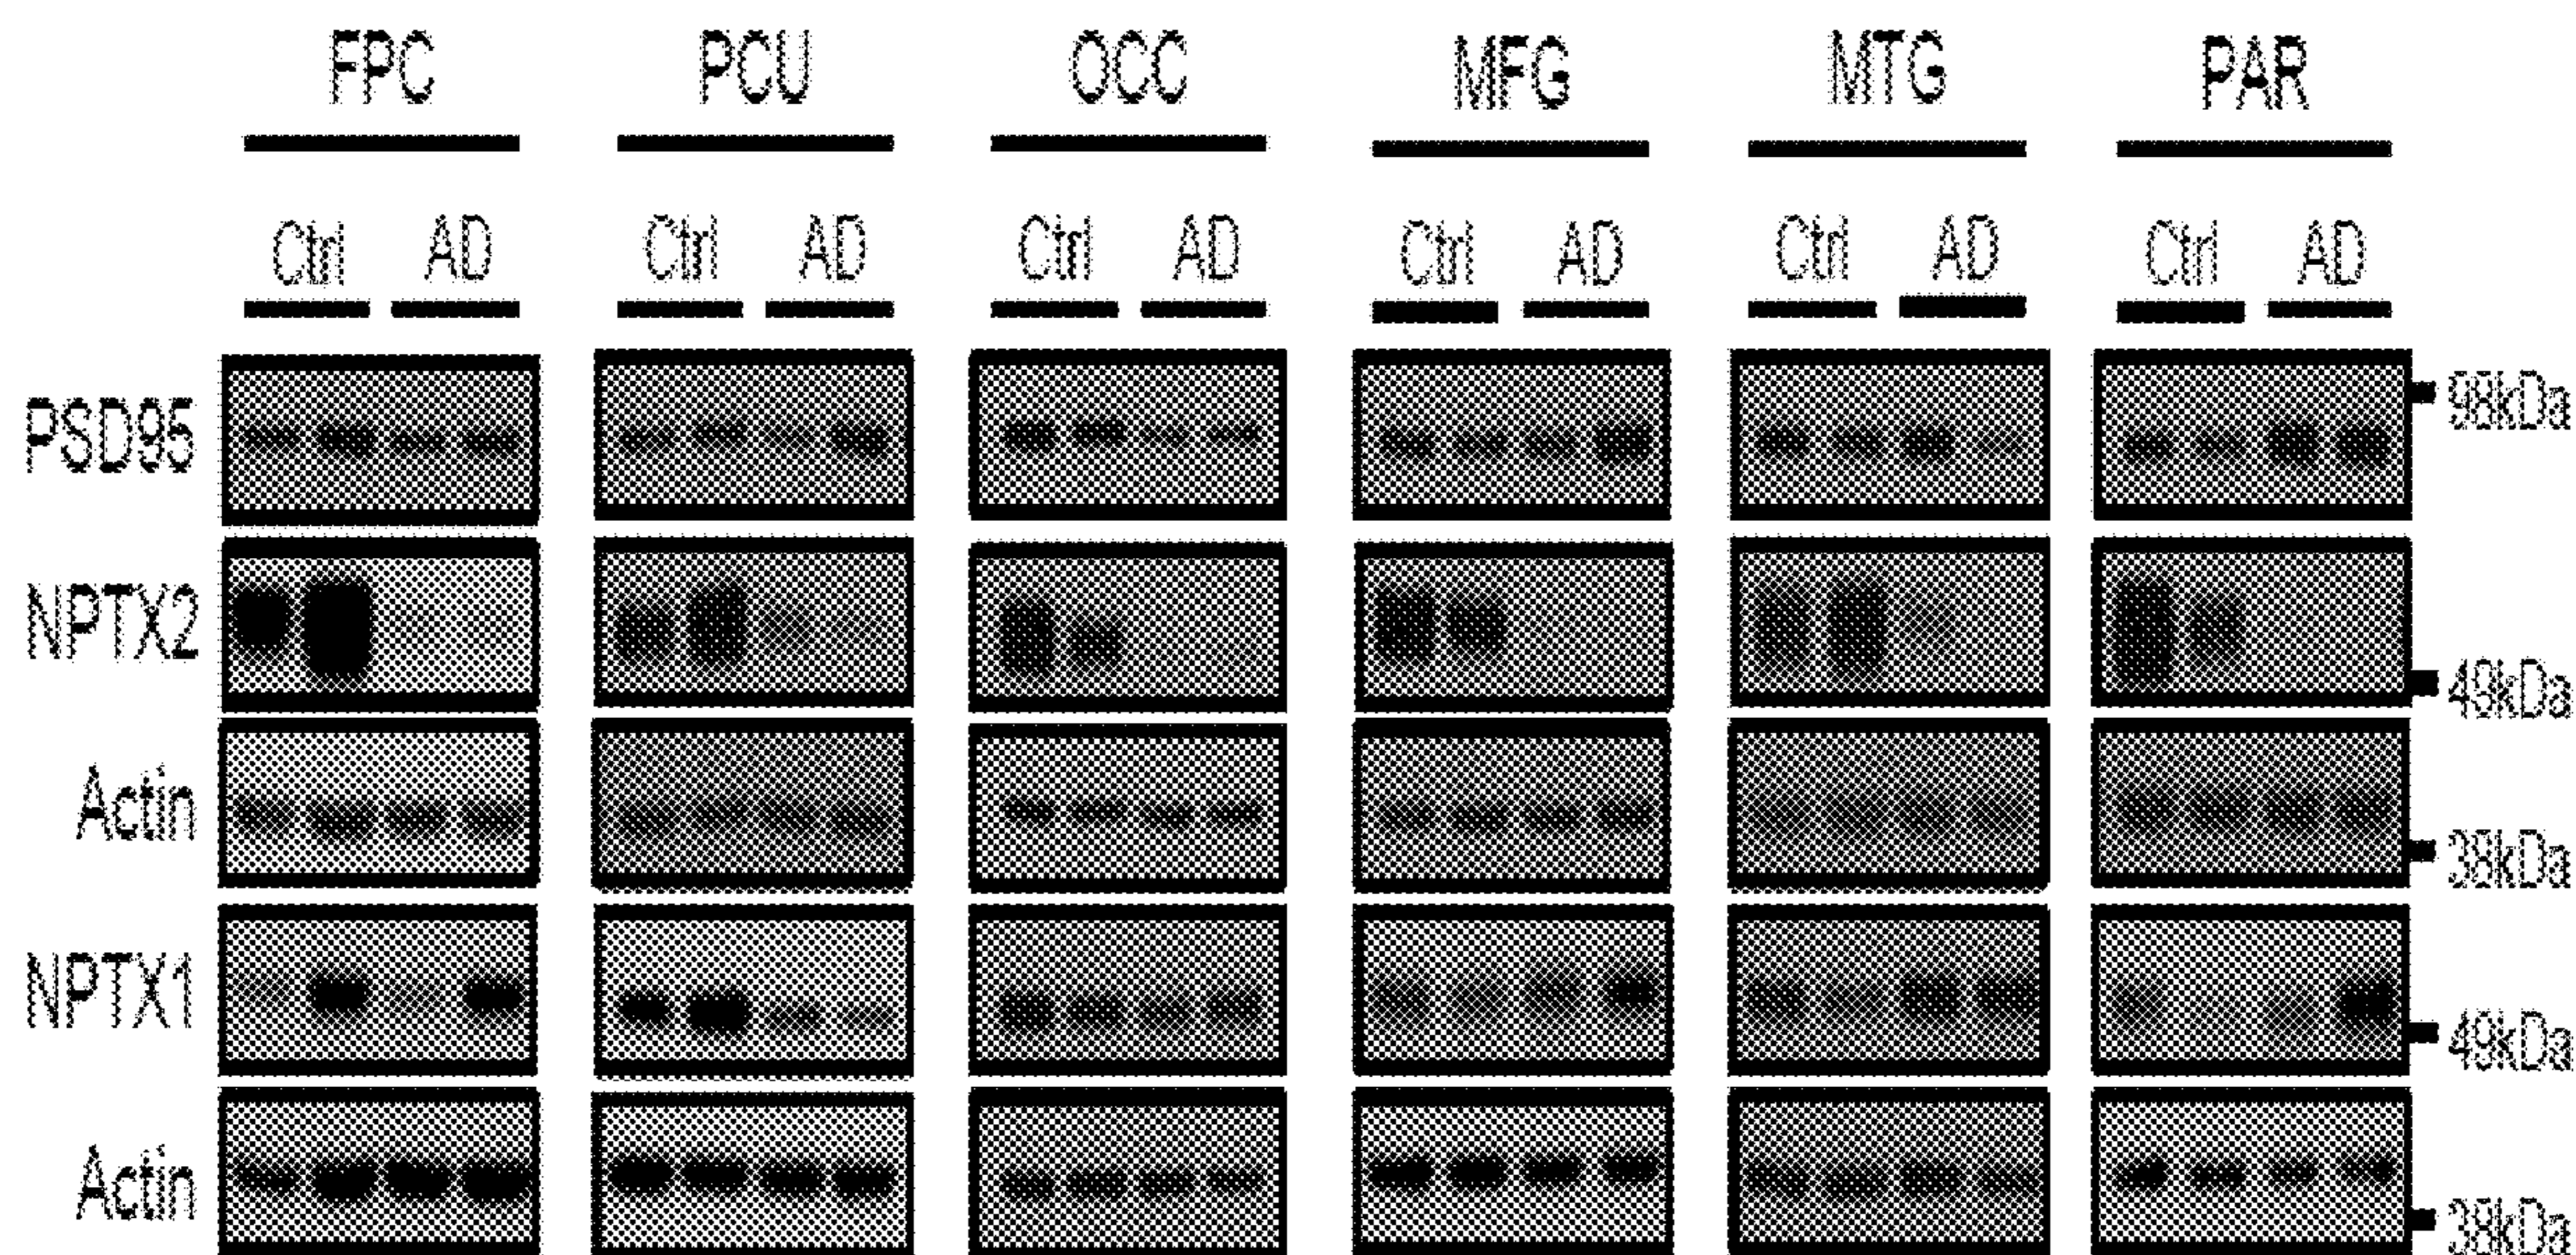 FPC PCU OCC MFG MTG PAR
Ctrl AD Ctrl AD Ctrl AD Ctrl AD Ctrl AD Ctrl AD
PSD95 98kDa
NPTX2 49kDa
Actin 38kDa
NPTX1 49kDa
Actin 38kDa